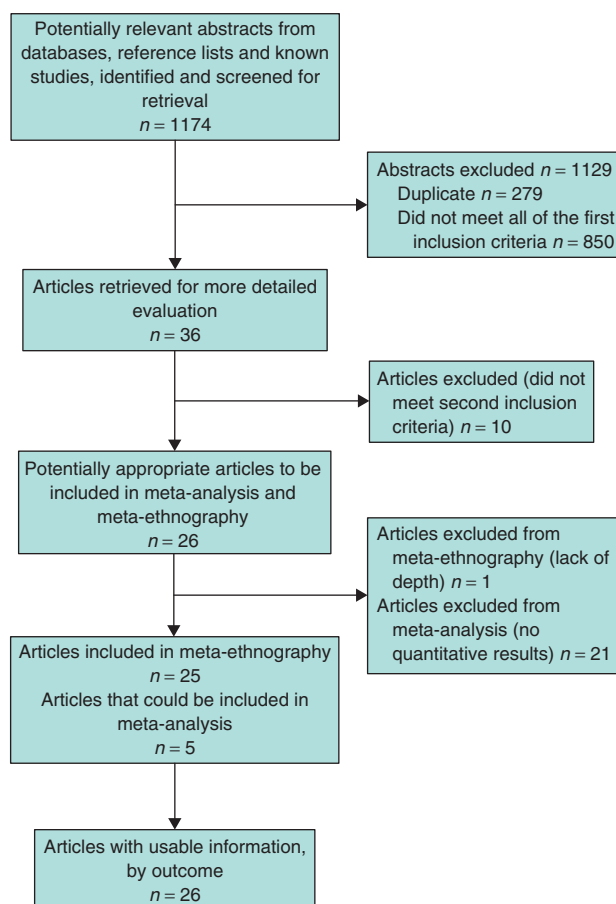 Potentially relevant abstracts from
databases, reference lists and known
studies, identified and screened for
retrieval
n = 1174
Abstracts excluded n = 1129
Duplicate n = 279
Did not meet all of the first
inclusion criteria n = 850
Articles retrieved for more detailed
evaluation
n = 36
Articles excluded (did not
meet second inclusion
criteria) n = 10
Potentially appropriate articles to be
included in meta-analysis and
meta-ethnography
n = 26
Articles excluded from
meta-ethnography (lack of
depth) n = 1
Articles excluded from
meta-analysis (no
quantitative results) n = 21
Articles included in meta-ethnography
n = 25
Articles that could be included in
meta-analysis
n = 5
Articles with usable information,
by outcome
n = 26